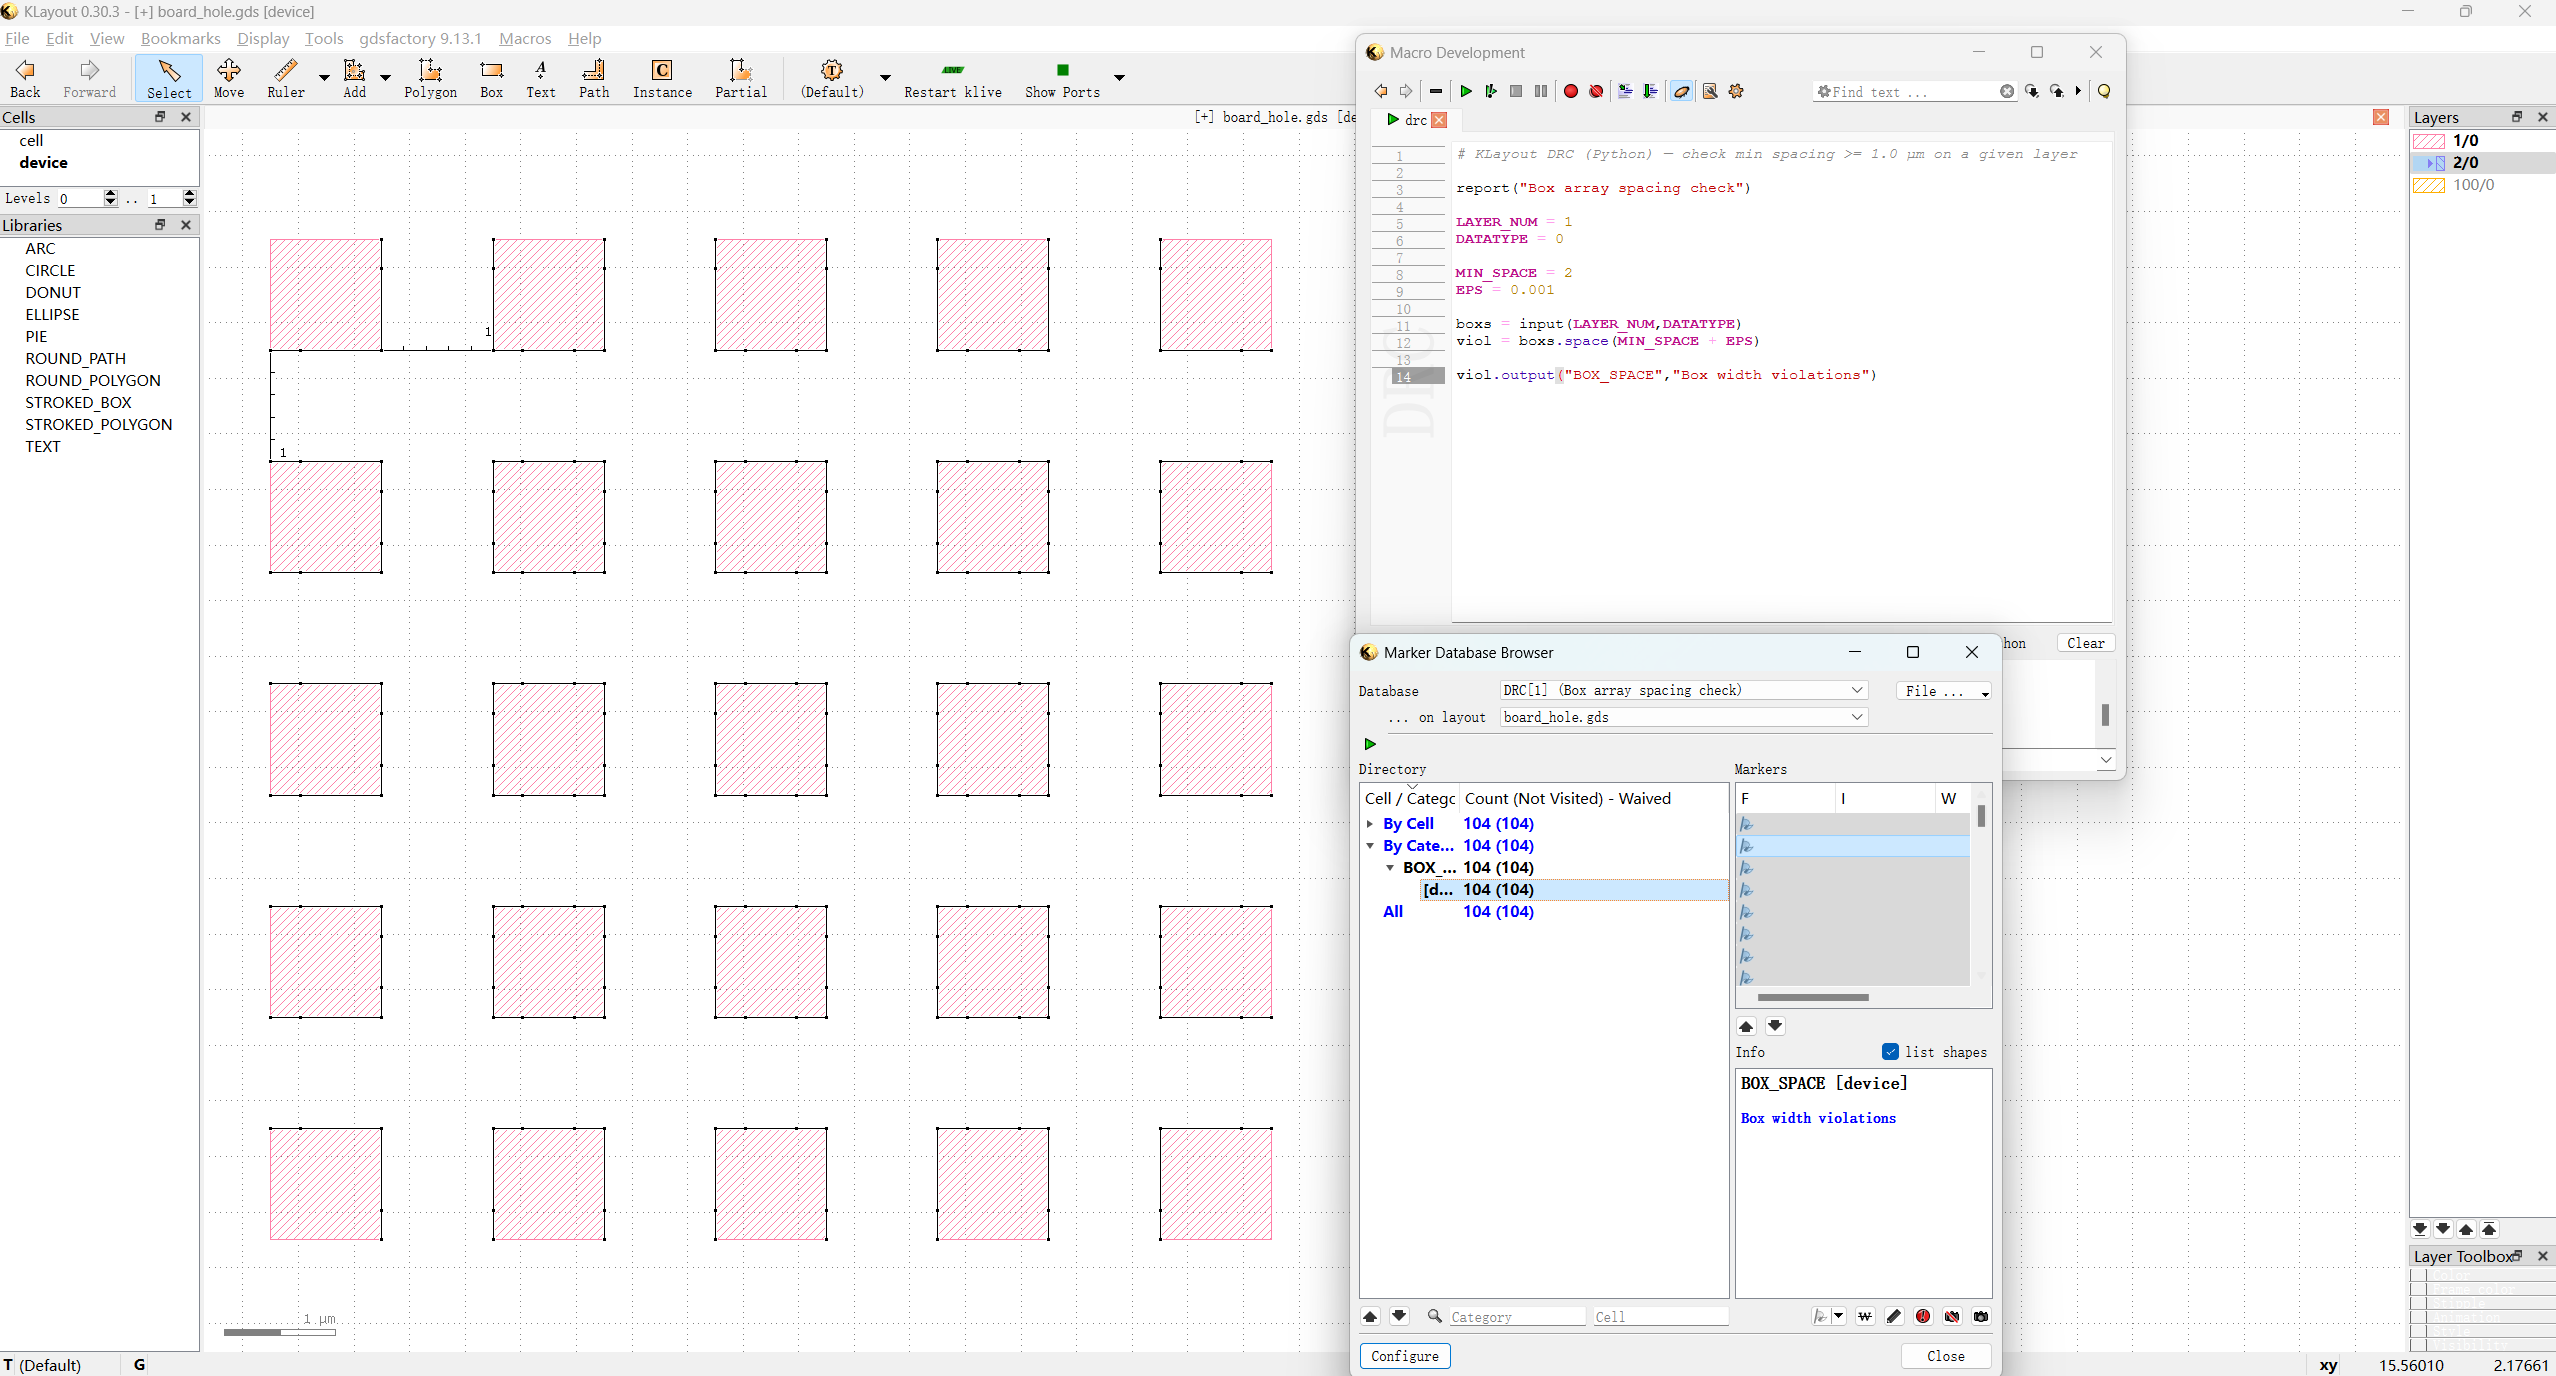 KLayout 0.30.3 - [+] board_hole.gds [device]
File Edit View Bookmarks Display Tools gdsfactory 9.13.1 Macros Help
Back Forward Select Move Ruler Add Polygon Box Text Path Instance Partial (Default) Restart klive Show Ports
Cells
cell
device
Levels 0 .. 1
Libraries
ARC
CIRCLE
DONUT
ELLIPSE
PIE
ROUND_PATH
ROUND_POLYGON
STROKED_BOX
STROKED_POLYGON
TEXT
[+] board_hole.gds [de
1
1
1 μm
Macro Development
Find text ...
drc
1 # KLayout DRC (Python) — check min spacing >= 1.0 µm on a given layer
2
3 report("Box array spacing check")
4
5 LAYER_NUM = 1
6 DATATYPE = 0
7
8 MIN_SPACE = 2
9 EPS = 0.001
10
11 boxs = input(LAYER_NUM,DATATYPE)
12 viol = boxs.space(MIN_SPACE + EPS)
13
14 viol.output("BOX_SPACE","Box width violations")
DRC
hon Clear
Marker Database Browser
Database DRC[1] (Box array spacing check) File ...
... on layout board_hole.gds
Directory
Cell / Categc Count (Not Visited) - Waived
By Cell 104 (104)
By Cate... 104 (104)
BOX_... 104 (104)
[d... 104 (104)
All 104 (104)
Markers
F I W
Info list shapes
BOX_SPACE [device]
Box width violations
Category Cell
Configure Close
Layers
1/0
2/0
100/0
Layer Toolbox
Color
Frame color
Stipple
Animation
Style
Visibility
T (Default) G xy 15.56010 2.17661